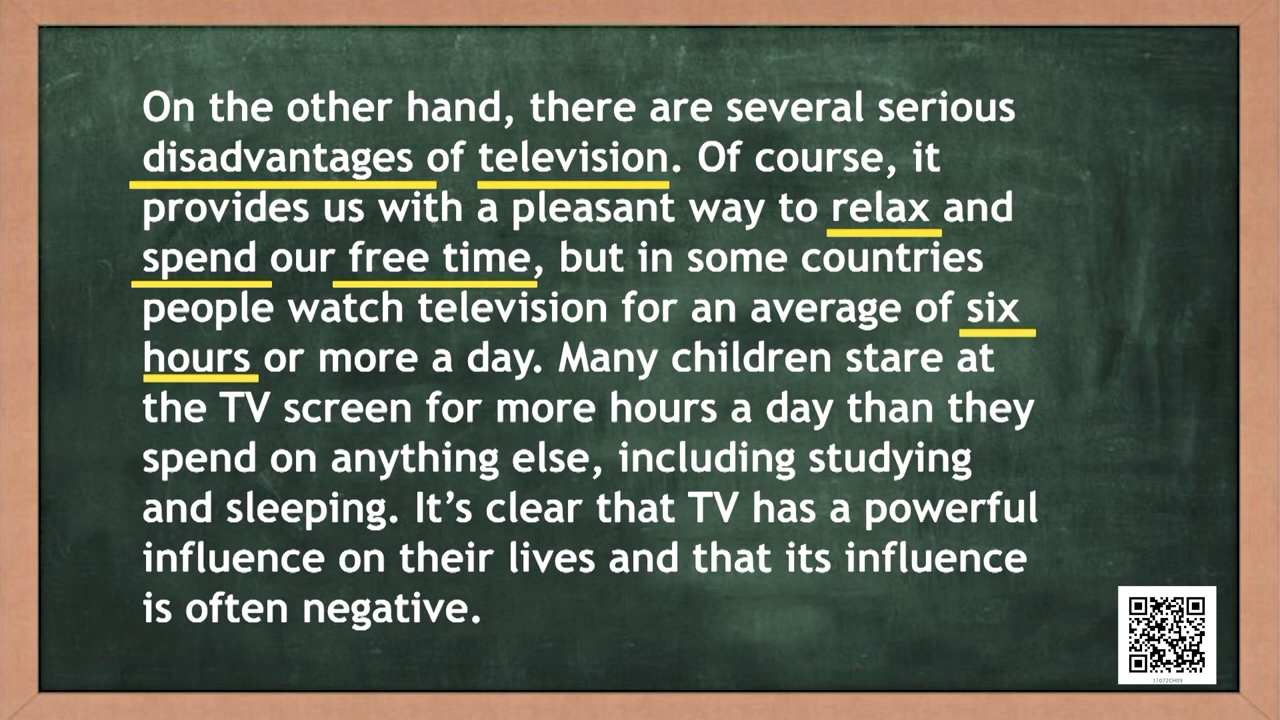 On the other hand, there are several serious
disadvantages of television. Of course, it
provides us with a pleasant way to relax and
spend our free time, but in some countries
people watch television for an average of six
hours or more a day. Many children stare at
the TV screen for more hours a day than they
spend on anything else, including studying
and sleeping. It’s clear that TV has a powerful
influence on their lives and that its influence
is often negative.
11072CH09